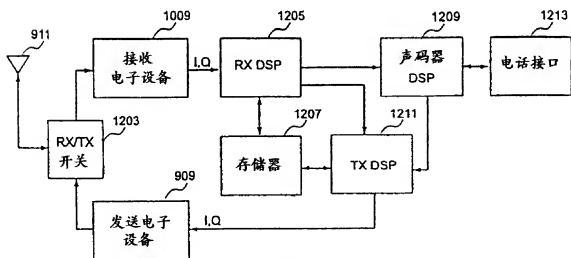 911
1009
接收
电子设备
I,Q
1205
RX DSP
1209
声码器
DSP
1213
电话接口
RX/TX
开关
1203
1207
存储器
1211
TX DSP
909
发送电子
设备
I,Q